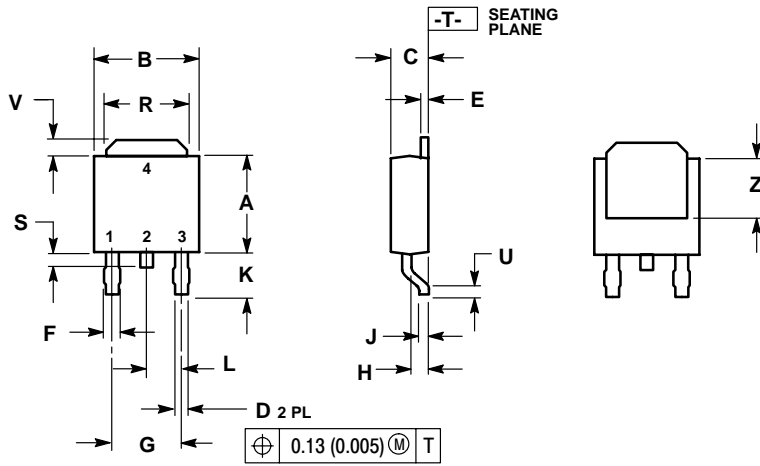 -T- SEATING
PLANE
B
C
V
R
E
4
A
Z
S
1 2 3
K
U
F
J
L
H
D 2 PL
G
⌖ 0.13 (0.005) Ⓜ T